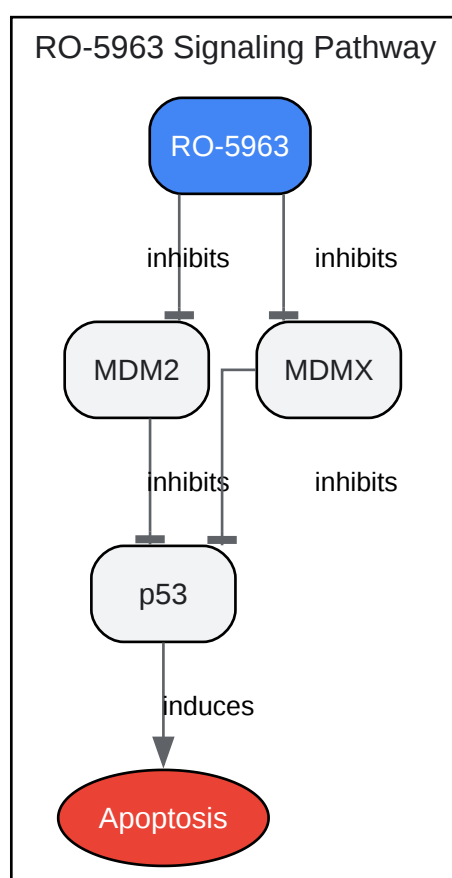 RO-5963 Signaling Pathway
RO-5963
inhibits
inhibits
MDM2
MDMX
inhibits
inhibits
p53
induces
Apoptosis